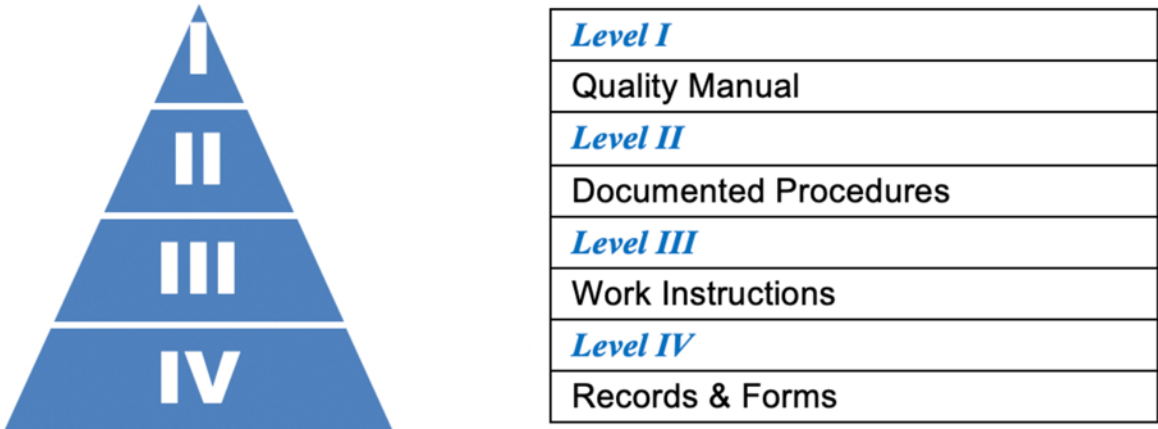 I
II
III
IV
Level I
Quality Manual
Level II
Documented Procedures
Level III
Work Instructions
Level IV
Records & Forms